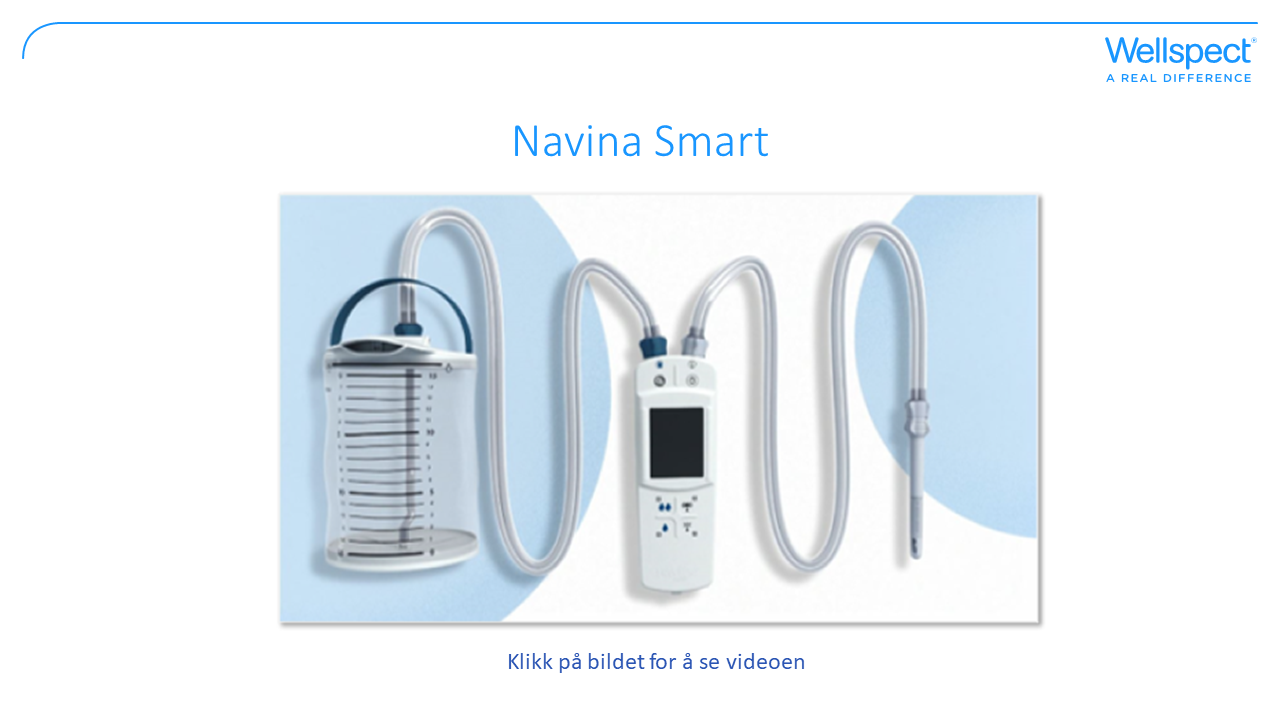 Wellspect®
A REAL DIFFERENCE
Navina Smart
Klikk på bildet for å se videoen